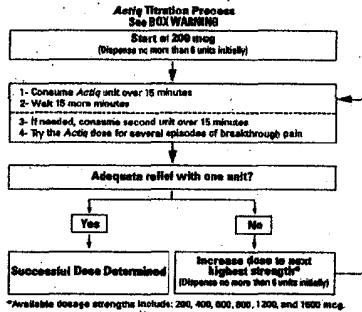 Actiq Titration Process
See BOX WARNING
Start at 200 mcg
(Dispense no more than 6 units initially)
1- Consume Actiq unit over 15 minutes
2- Wait 15 more minutes
3- If needed, consume second unit over 15 minutes
4- Try the Actiq dose for several episodes of breakthrough pain
Adequate relief with one unit?
Yes
No
Successful Dose Determined
Increase dose to next
highest strength*
(Dispense no more than 6 units initially)
*Available dosage strengths include: 200, 400, 600, 800, 1200, and 1600 mcg.